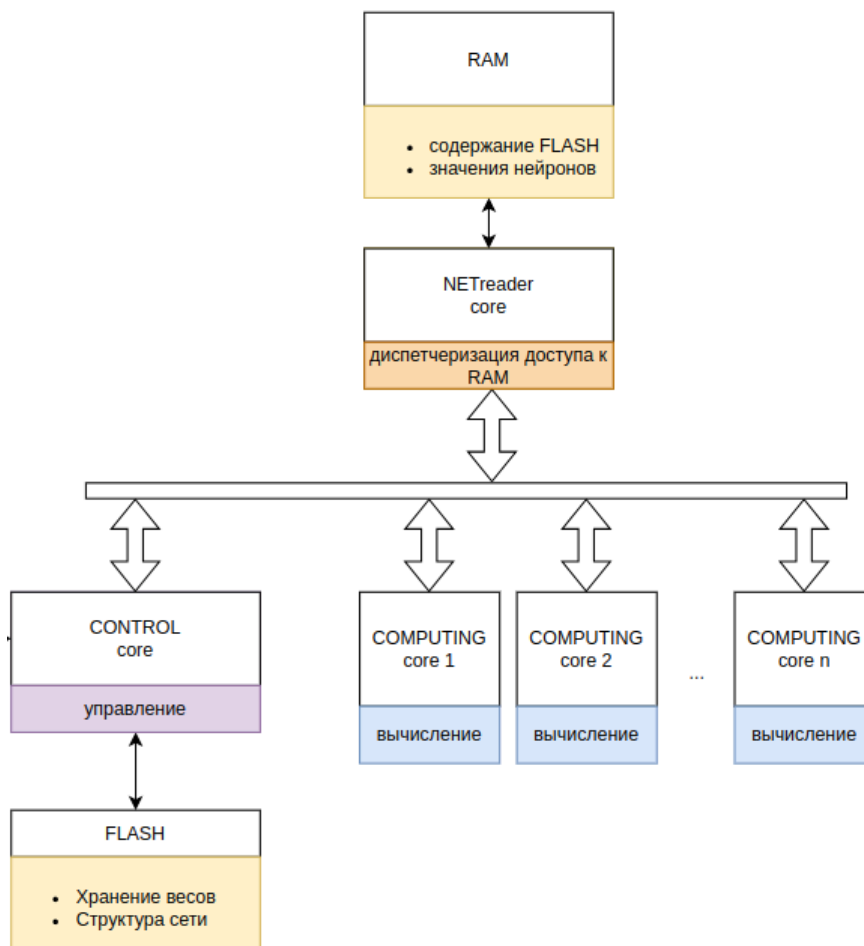 RAM
• содержание FLASH
• значения нейронов
NETreader
core
диспетчеризация доступа к
RAM
CONTROL
core
управление
COMPUTING
core 1
вычисление
COMPUTING
core 2
вычисление
...
COMPUTING
core n
вычисление
FLASH
• Хранение весов
• Структура сети